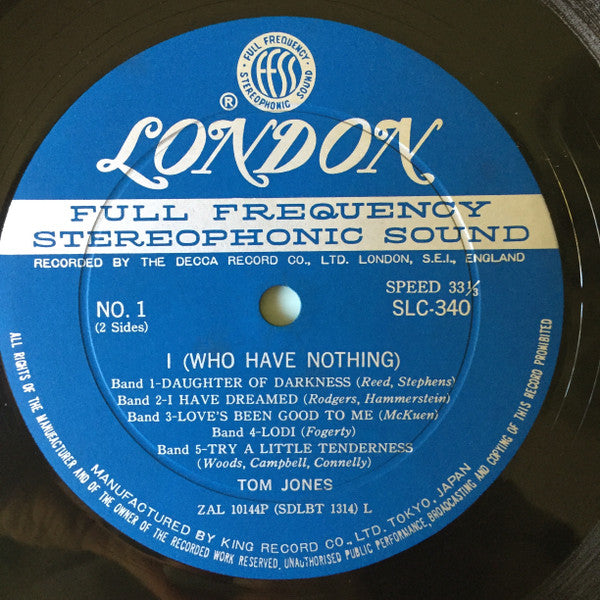 FULL FREQUENCY
FFSS
STEREOPHONIC SOUND
®
LONDON
FULL FREQUENCY
STEREOPHONIC SOUND
RECORDED BY THE DECCA RECORD CO., LTD. LONDON, S.E.I., ENGLAND
NO. 1
(2 Sides)
SPEED 33⅓
SLC-340
I (WHO HAVE NOTHING)
Band 1-DAUGHTER OF DARKNESS (Reed, Stephens)
Band 2-I HAVE DREAMED (Rodgers, Hammerstein)
Band 3-LOVE'S BEEN GOOD TO ME (McKuen)
Band 4-LODI (Fogerty)
Band 5-TRY A LITTLE TENDERNESS
(Woods, Campbell, Connelly)
TOM JONES
ZAL 10144P (SDLBT 1314) L
MANUFACTURED BY KING RECORD CO., LTD. TOKYO, JAPAN
ALL RIGHTS OF THE MANUFACTURER AND OF THE OWNER OF THE RECORDED WORK RESERVED, UNAUTHORISED PUBLIC PERFORMANCE, BROADCASTING AND COPYING OF THIS RECORD PROHIBITED